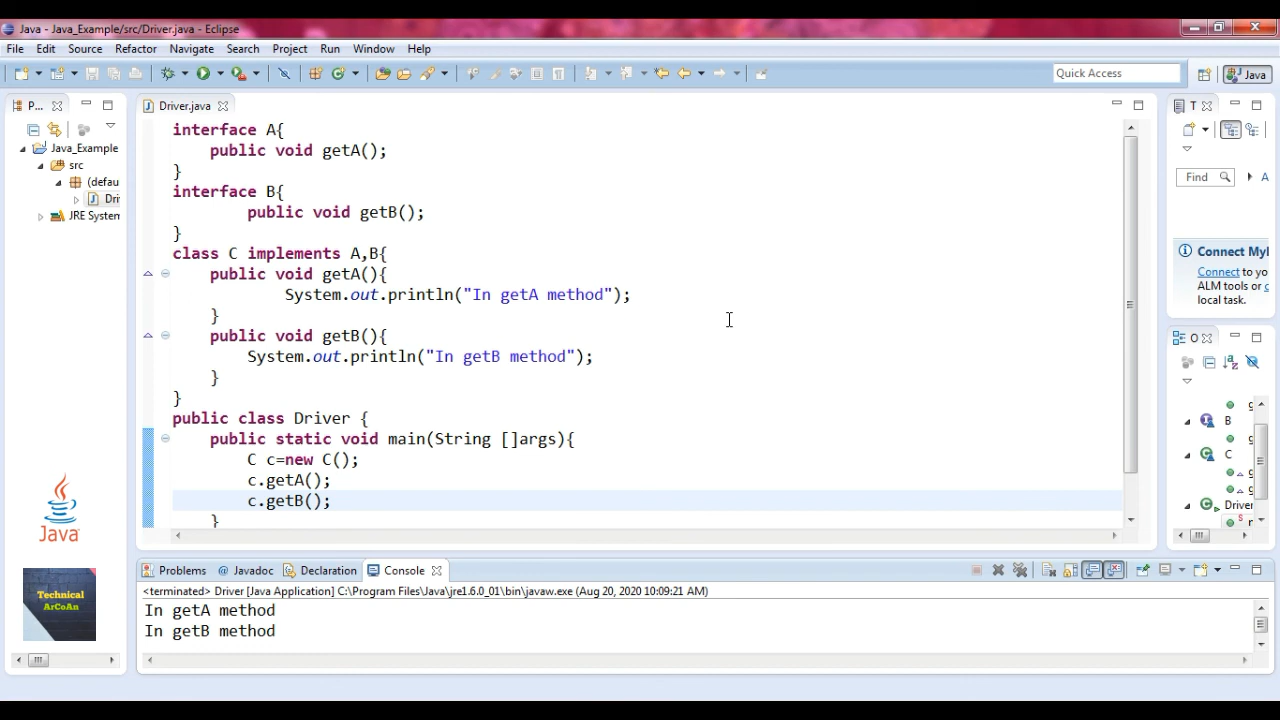 Java - Java_Example/src/Driver.java - Eclipse
File Edit Source Refactor Navigate Search Project Run Window Help
Quick Access
Java
P...
Driver.java
T
Java_Example
src
(defau
Dri
JRE System
interface A{
public void getA();
}
interface B{
public void getB();
}
class C implements A,B{
public void getA(){
System.out.println("In getA method");
}
public void getB(){
System.out.println("In getB method");
}
}
public class Driver {
public static void main(String []args){
C c=new C();
c.getA();
c.getB();
}
Find
A
Connect Myl
Connect to yo
ALM tools or c
local task.
O
g
B
g
C
g
g
Driver
Java
Technical
ArCoAn
Problems @ Javadoc Declaration Console
<terminated> Driver [Java Application] C:\Program Files\Java\jre1.6.0_01\bin\javaw.exe (Aug 20, 2020 10:09:21 AM)
In getA method
In getB method